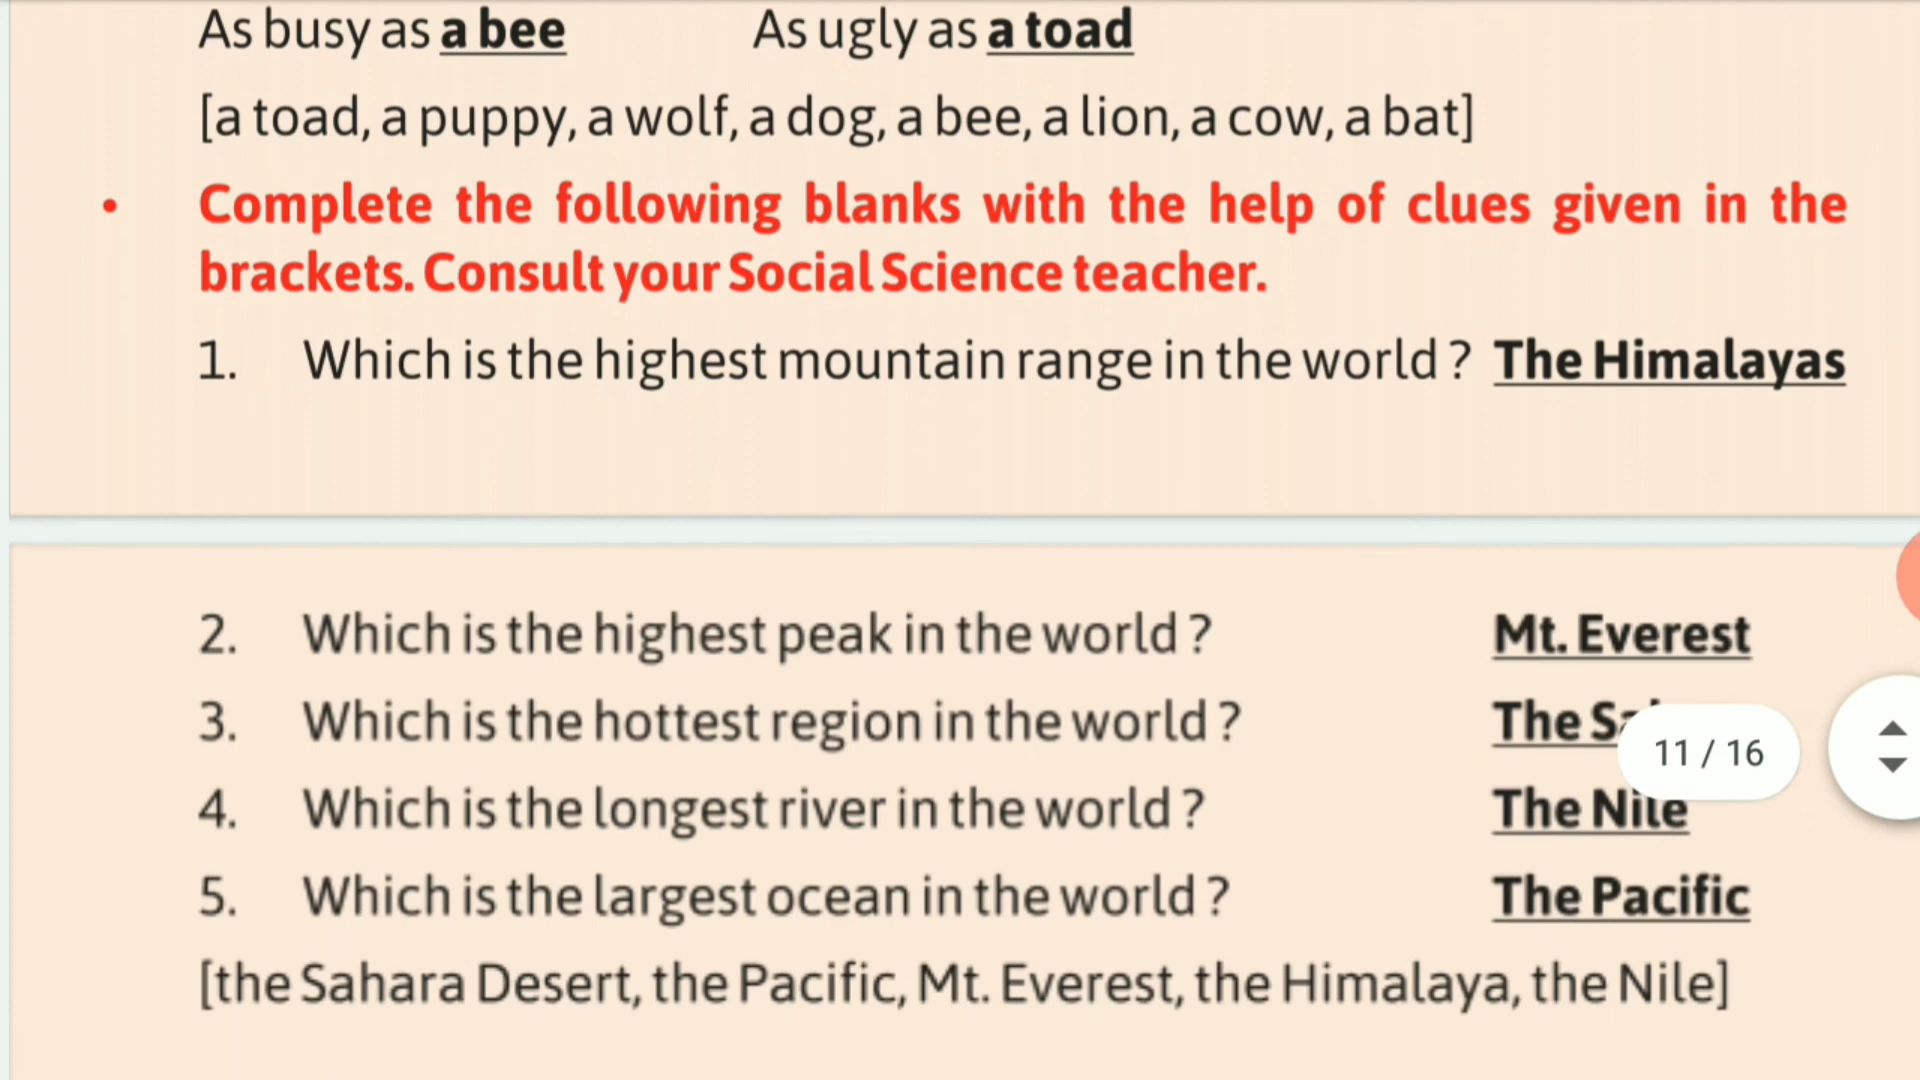 As busy as a bee As ugly as a toad
[a toad, a puppy, a wolf, a dog, a bee, a lion, a cow, a bat]
• Complete the following blanks with the help of clues given in the
brackets. Consult your Social Science teacher.
1. Which is the highest mountain range in the world ? The Himalayas
2. Which is the highest peak in the world ? Mt. Everest
3. Which is the hottest region in the world ? The
11 / 16
4. Which is the longest river in the world ? The Nile
5. Which is the largest ocean in the world ? The Pacific
[the Sahara Desert, the Pacific, Mt. Everest, the Himalaya, the Nile]